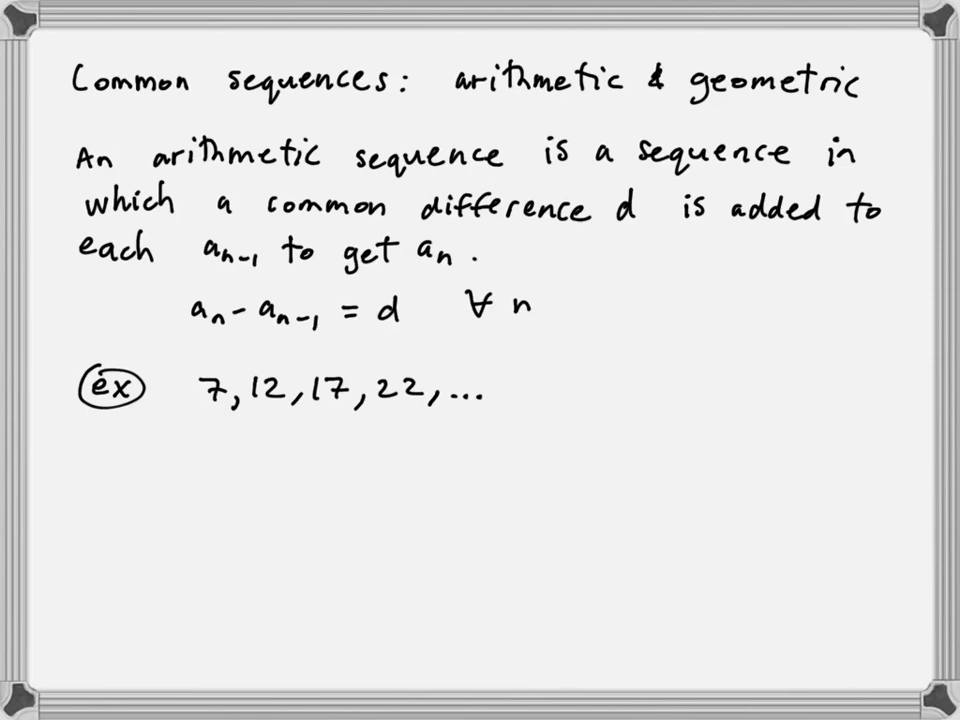 Common sequences: arithmetic & geometric
An arithmetic sequence is a sequence in
which a common difference d is added to
each aₙ₋₁ to get aₙ.
aₙ - aₙ₋₁ = d ∀ n
ex 7, 12, 17, 22, ...